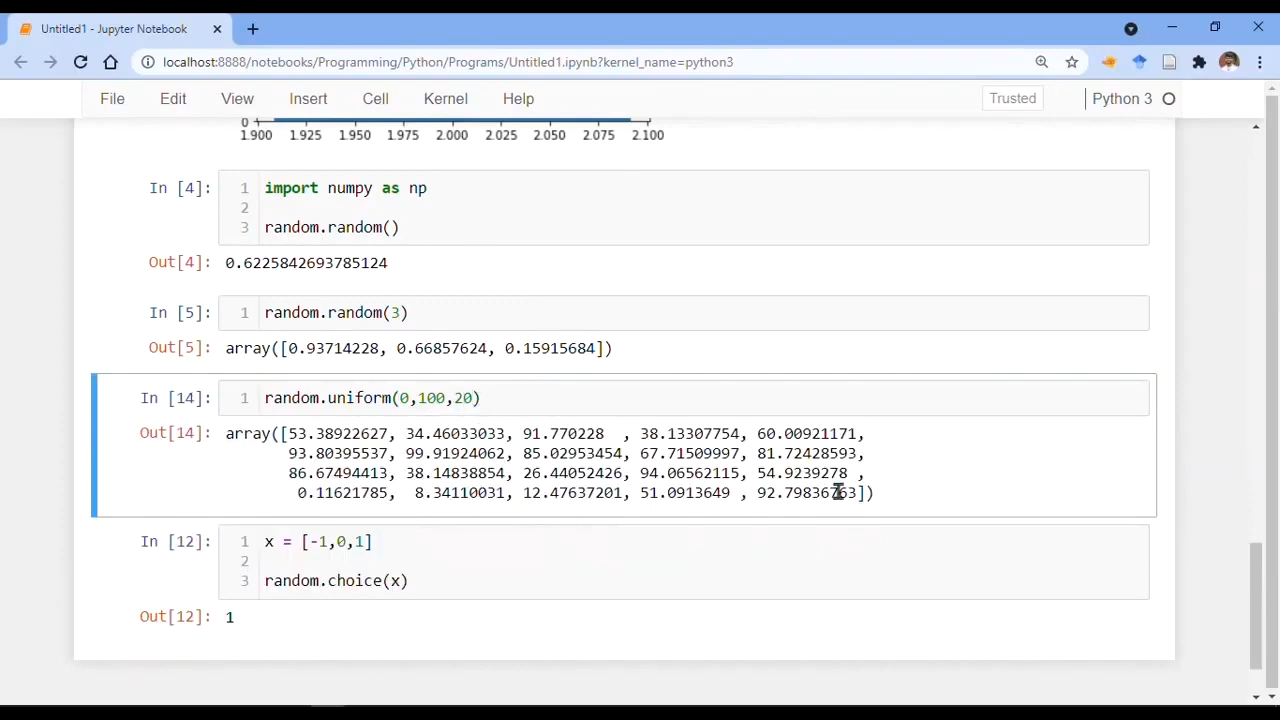 Untitled1 - Jupyter Notebook
localhost:8888/notebooks/Programming/Python/Programs/Untitled1.ipynb?kernel_name=python3
File Edit View Insert Cell Kernel Help Trusted Python 3
0
1.900 1.925 1.950 1.975 2.000 2.025 2.050 2.075 2.100
In [4]: 1 import numpy as np
2
3 random.random()
Out[4]: 0.6225842693785124
In [5]: 1 random.random(3)
Out[5]: array([0.93714228, 0.66857624, 0.15915684])
In [14]: 1 random.uniform(0,100,20)
Out[14]: array([53.38922627, 34.46033033, 91.770228  , 38.13307754, 60.00921171,
93.80395537, 99.91924062, 85.02953454, 67.71509997, 81.72428593,
86.67494413, 38.14838854, 26.44052426, 94.06562115, 54.9239278 ,
0.11621785,  8.34110031, 12.47637201, 51.0913649 , 92.79836763])
In [12]: 1 x = [-1,0,1]
2
3 random.choice(x)
Out[12]: 1